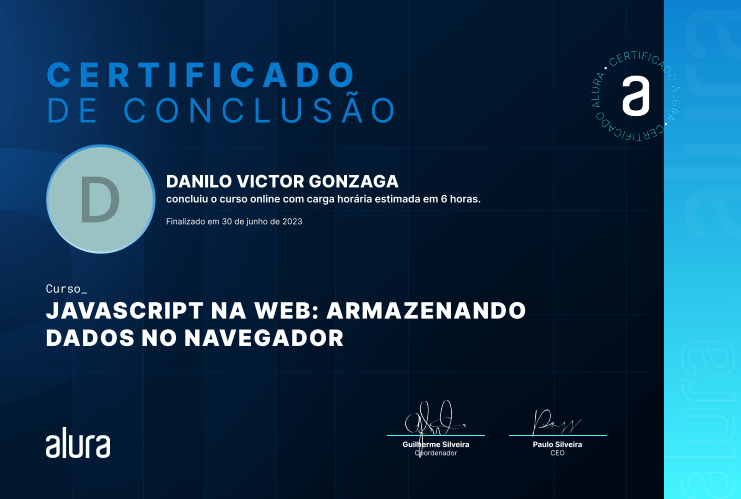 CERTIFICADO
DE CONCLUSÃO
CERTIFICADO ALURA • CERTIFICADO ALURA •
a
D
DANILO VICTOR GONZAGA
concluiu o curso online com carga horária estimada em 6 horas.
Finalizado em 30 de junho de 2023
Curso_
JAVASCRIPT NA WEB: ARMAZENANDO
DADOS NO NAVEGADOR
alura
Guilherme Silveira
Coordenador
Paulo Silveira
CEO
alura
alura